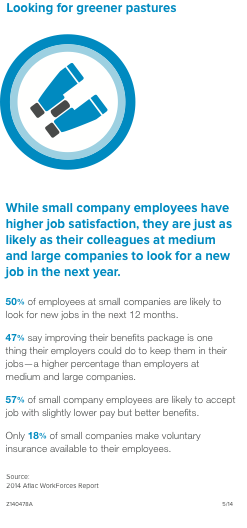 Looking for greener pastures
While small company employees have
higher job satisfaction, they are just as
likely as their colleagues at medium
and large companies to look for a new
job in the next year.
50% of employees at small companies are likely to
look for new jobs in the next 12 months.
47% say improving their benefits package is one
thing their employers could do to keep them in their
jobs—a higher percentage than employers at
medium and large companies.
57% of small company employees are likely to accept
job with slightly lower pay but better benefits.
Only 18% of small companies make voluntary
insurance available to their employees.
Source:
2014 Aflac WorkForces Report
Z140478A
5/14